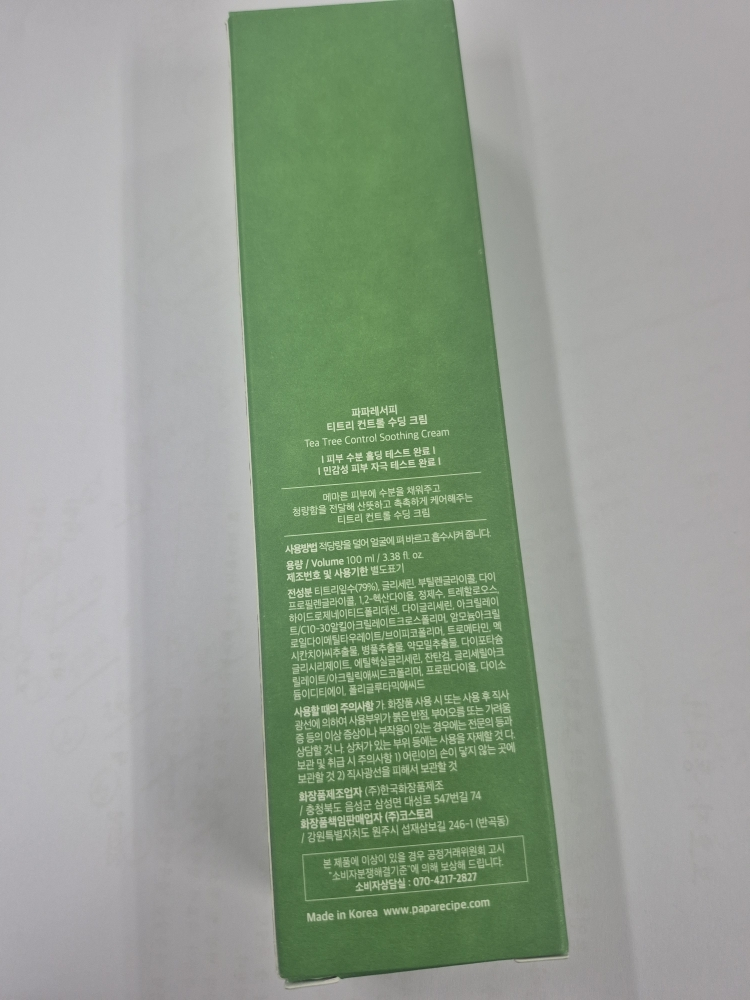 파파레서피
티트리 컨트롤 수딩 크림
Tea Tree Control Soothing Cream
I 피부 수분 홀딩 테스트 완료 I
I 민감성 피부 자극 테스트 완료 I
메마른 피부에 수분을 채워주고
청량함을 전달해 산뜻하고 촉촉하게 케어해주는
티트리 컨트롤 수딩 크림
사용방법 적당량을 덜어 얼굴에 펴 바르고 흡수시켜 줍니다.
용량 / Volume 100 ml / 3.38 fl. oz.
제조번호 및 사용기한 별도표기
전성분 티트리잎수(79%), 글리세린, 부틸렌글라이콜, 다이
프로필렌글라이콜, 1,2-헥산다이올, 정제수, 트레할로오스,
하이드로제네이티드폴리데센, 다이글리세린, 아크릴레이
트/C10-30알킬아크릴레이트크로스폴리머, 암모늄아크릴
로일다이메틸타우레이트/브이피코폴리머, 트로메타민, 멕
시칸치아씨추출물, 병풀추출물, 약모밀추출물, 다이포타슘
글리시리제이트, 에틸헥실글리세린, 잔탄검, 글리세릴아크
릴레이트/아크릴릭애씨드코폴리머, 프로판다이올, 다이소
듐이디티에이, 폴리글루타믹애씨드
사용할 때의 주의사항 가. 화장품 사용 시 또는 사용 후 직사
광선에 의하여 사용부위가 붉은 반점, 부어오름 또는 가려움
증 등의 이상 증상이나 부작용이 있는 경우에는 전문의 등과
상담할 것 나. 상처가 있는 부위 등에는 사용을 자제할 것 다.
보관 및 취급 시 주의사항 1) 어린이의 손이 닿지 않는 곳에
보관할 것 2) 직사광선을 피해서 보관할 것
화장품제조업자 (주)한국화장품제조
/ 충청북도 음성군 삼성면 대성로 547번길 74
화장품책임판매업자 (주)코스토리
/ 강원특별자치도 원주시 섭재삼보길 246-1 (반곡동)
본 제품에 이상이 있을 경우 공정거래위원회 고시
"소비자분쟁해결기준"에 의해 보상해 드립니다.
소비자상담실 : 070-4217-2827
Made in Korea www.paparecipe.com